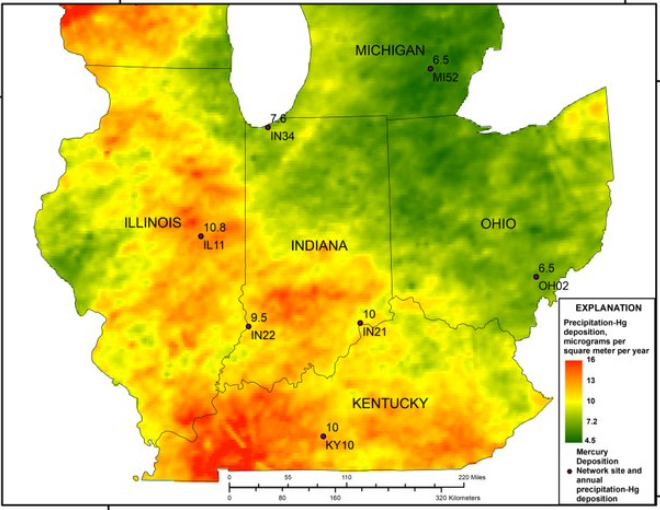 MICHIGAN
6.5
MI52
7.6
IN34
ILLINOIS
10.8
IL11
INDIANA
OHIO
6.5
OH02
9.5
IN22
10
IN21
KENTUCKY
10
KY10
EXPLANATION
Precipitation-Hg
deposition,
micrograms per
square meter per year
16
13
10
7.2
4.5
Mercury
Deposition
Network site and
annual
precipitation-Hg
deposition
0 55 110 220 Miles
0 80 160 320 Kilometers